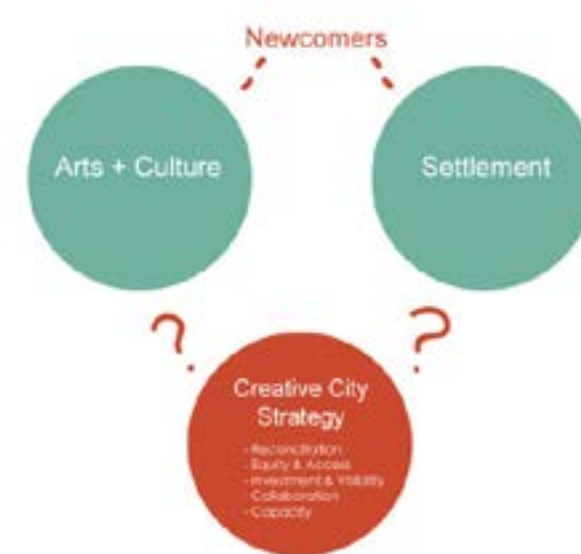 Newcomers
Arts + Culture
Settlement
?
?
Creative City
Strategy
- Reconciliation
- Equity & Access
- Investment & Visibility
- Collaboration
- Capacity